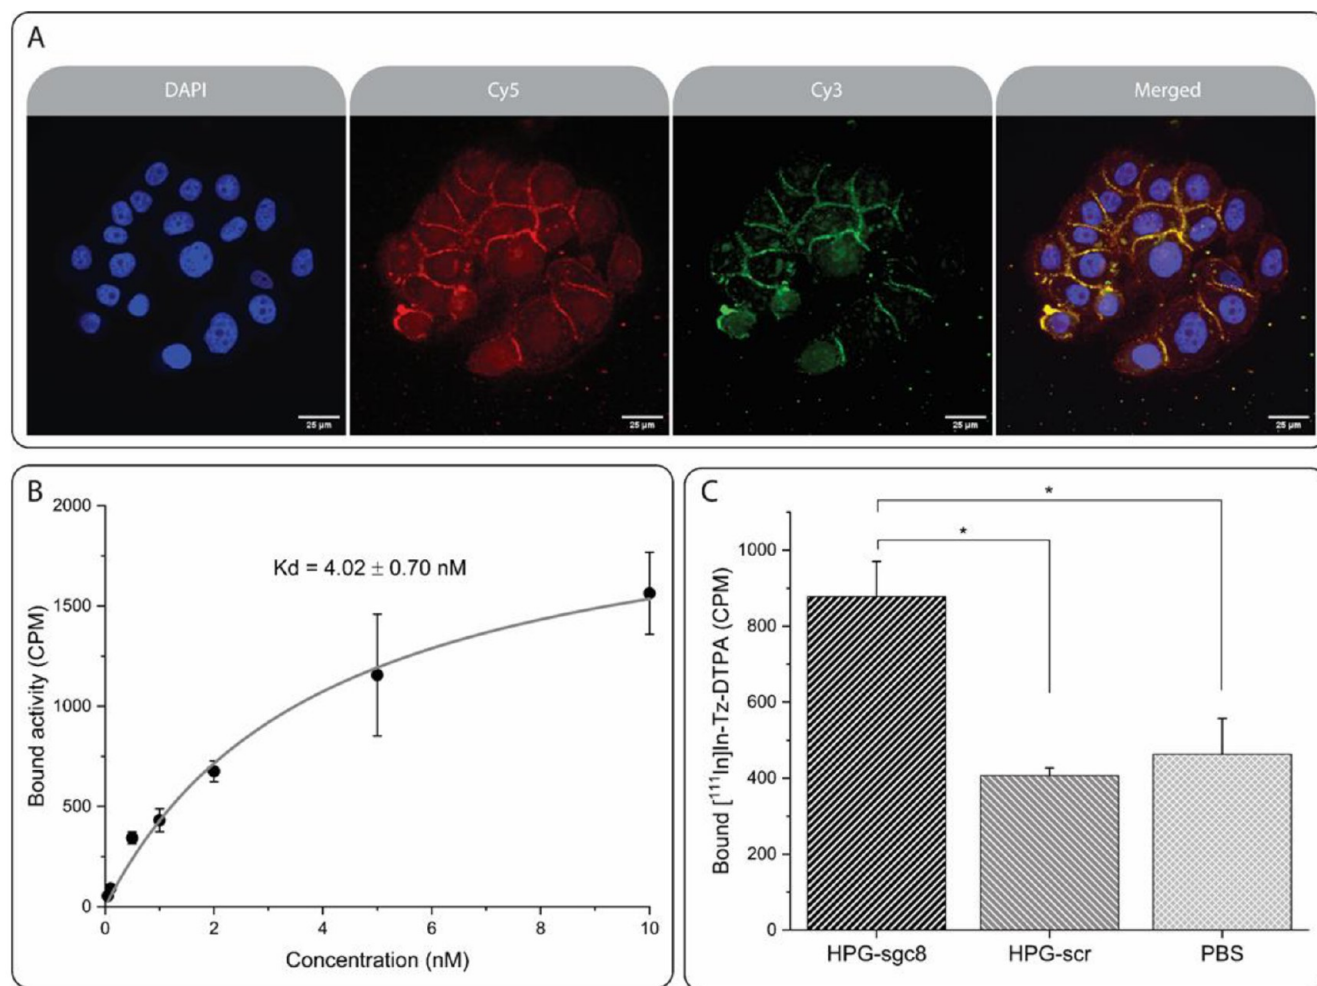 A
DAPI
Cy5
Cy3
Merged
25 µm
25 µm
25 µm
25 µm
B
Kd = 4.02 ± 0.70 nM
Bound activity (CPM)
2000
1500
1000
500
0
0 2 4 6 8 10
Concentration (nM)
C
*
*
Bound [¹¹¹In]In-Tz-DTPA (CPM)
1000
800
600
400
200
0
HPG-sgc8 HPG-scr PBS